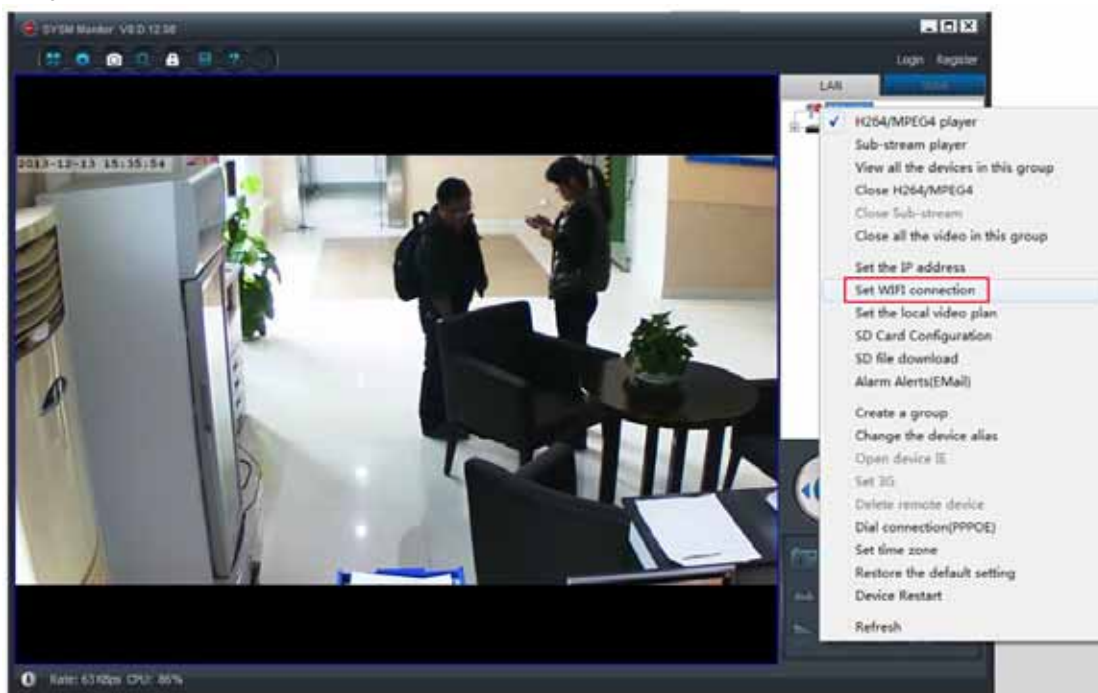 SYSM Monitor V8.0.12.98
Login Register
LAN
2013-12-13 15:35:54
H264/MPEG4 player
Sub-stream player
View all the devices in this group
Close H264/MPEG4
Close Sub-stream
Close all the video in this group
Set the IP address
Set WIFI connection
Set the local video plan
SD Card Configuration
SD file download
Alarm Alerts(EMail)
Create a group
Change the device alias
Open device IE
Set 3G
Delete remote device
Dial connection(PPPOE)
Set time zone
Restore the default setting
Device Restart
Refresh
Rate: 63 KBps CPU: 86%